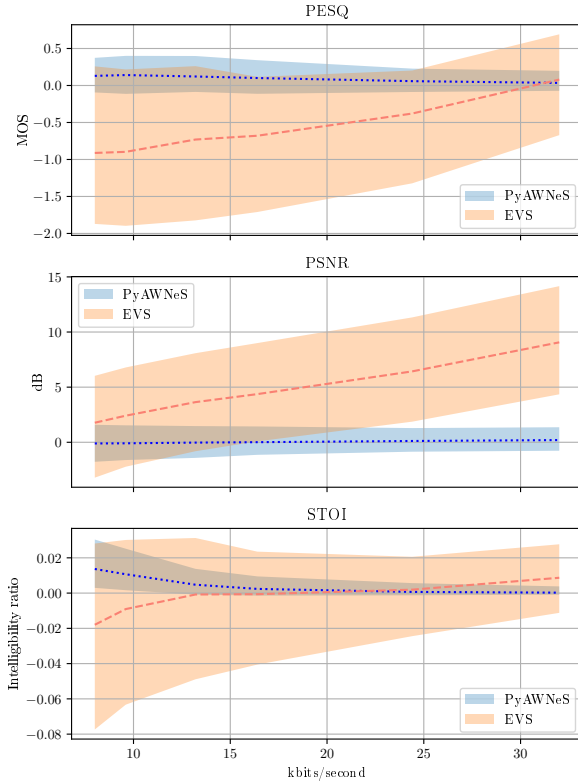 PESQ
0.5
0.0
−0.5
−1.0
−1.5
−2.0
MOS
PyAWNeS
EVS
PSNR
15
10
5
0
dB
PyAWNeS
EVS
STOI
0.02
0.00
−0.02
−0.04
−0.06
−0.08
Intelligibility ratio
PyAWNeS
EVS
10 15 20 25 30
kbits/second